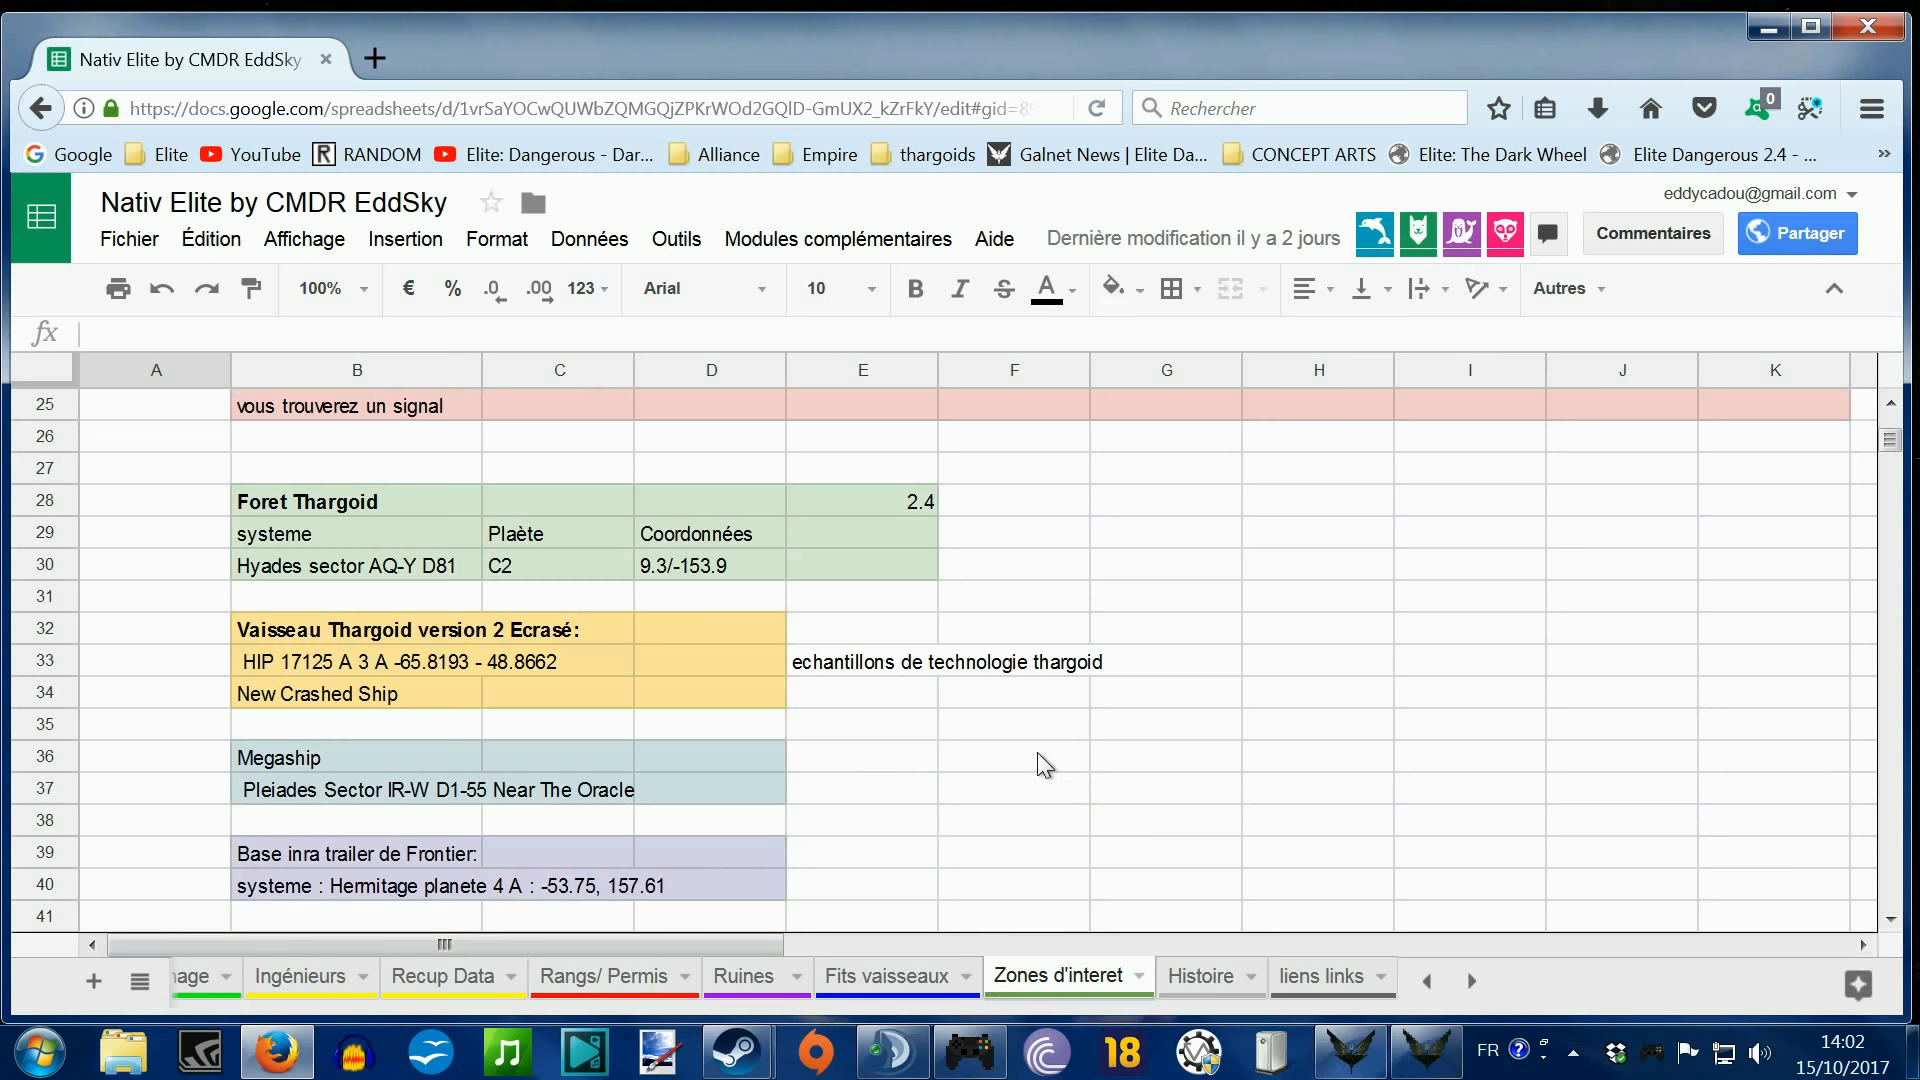 Nativ Elite by CMDR EddSky
https://docs.google.com/spreadsheets/d/1vrSaYOCwQUWbZQMGQjZPKrWOd2GQlD-GmUX2_kZrFkY/edit#gid=8
Rechercher
0
Google Elite YouTube RANDOM Elite: Dangerous - Dar... Alliance Empire thargoids Galnet News | Elite Da... CONCEPT ARTS Elite: The Dark Wheel Elite Dangerous 2.4 - ... »
Nativ Elite by CMDR EddSky
eddycadou@gmail.com
Fichier Édition Affichage Insertion Format Données Outils Modules complémentaires Aide Dernière modification il y a 2 jours
Commentaires Partager
100% € % .0 .00 123 Arial 10 B I S A Autres
fx
A B C D E F G H I J K
25 vous trouverez un signal
26
27
28 Foret Thargoid 2.4
29 systeme Plaète Coordonnées
30 Hyades sector AQ-Y D81 C2 9.3/-153.9
31
32 Vaisseau Thargoid version 2 Ecrasé:
33 HIP 17125 A 3 A -65.8193 - 48.8662 echantillons de technologie thargoid
34 New Crashed Ship
35
36 Megaship
37 Pleiades Sector IR-W D1-55 Near The Oracle
38
39 Base inra trailer de Frontier:
40 systeme : Hermitage planete 4 A : -53.75, 157.61
41
nage Ingénieurs Recup Data Rangs/ Permis Ruines Fits vaisseaux Zones d'interet Histoire liens links
18
FR
14:02
15/10/2017